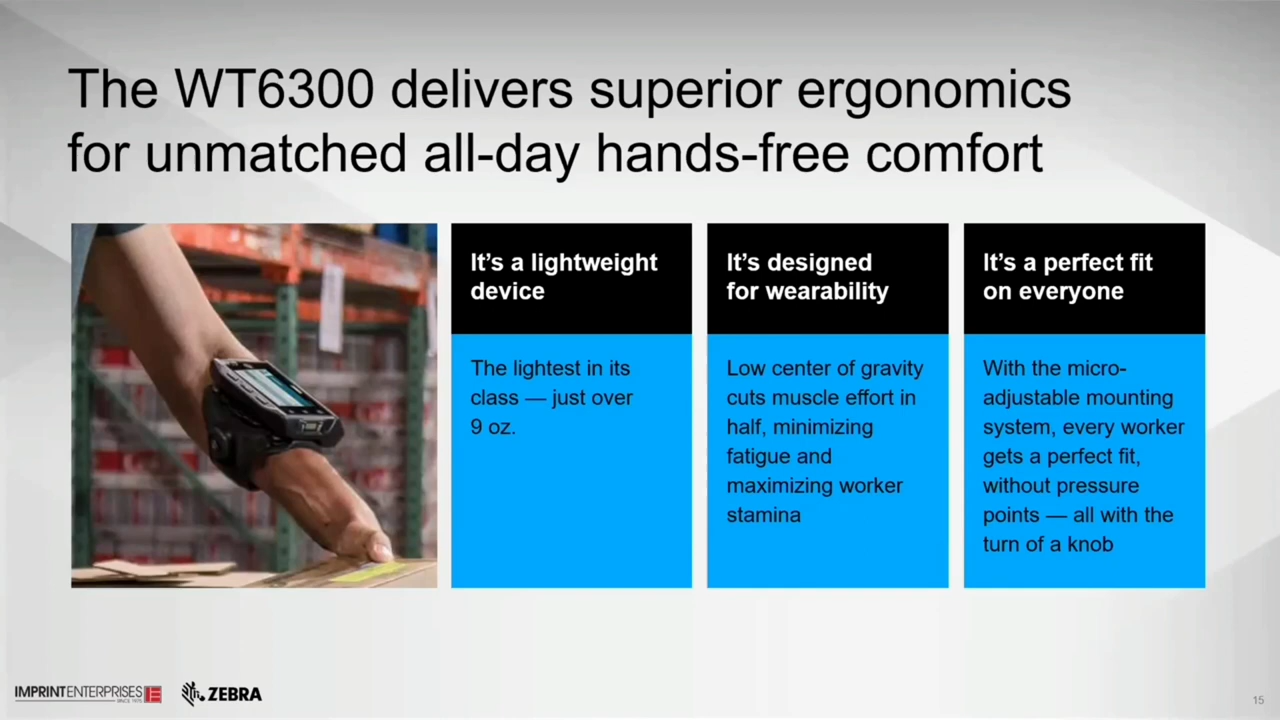 The WT6300 delivers superior ergonomics
for unmatched all-day hands-free comfort
It's a lightweight
device
The lightest in its
class — just over
9 oz.
It's designed
for wearability
Low center of gravity
cuts muscle effort in
half, minimizing
fatigue and
maximizing worker
stamina
It's a perfect fit
on everyone
With the micro-
adjustable mounting
system, every worker
gets a perfect fit,
without pressure
points — all with the
turn of a knob
IMPRINTENTERPRISES
SINCE 1975
ZEBRA
15